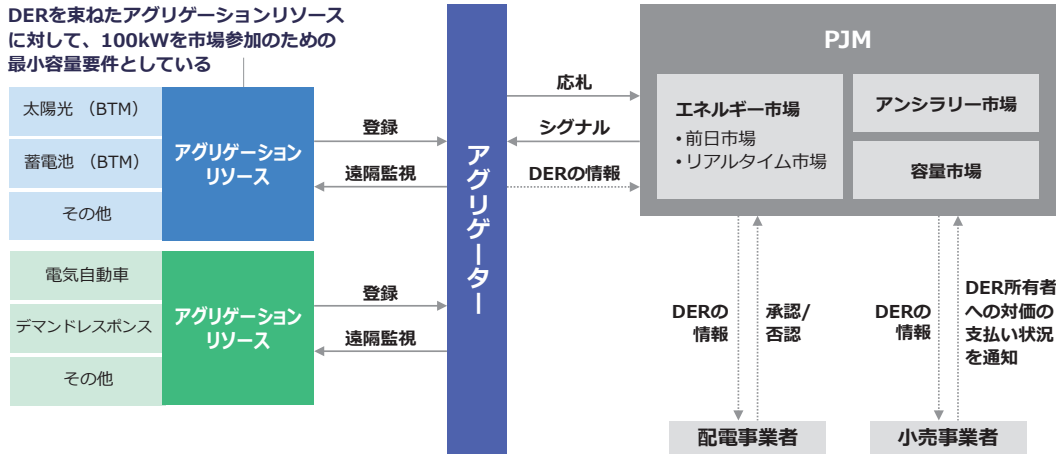 DERを束ねたアグリゲーションリソース
に対して、100kWを市場参加のための
最小容量要件としている
太陽光 （BTM）
蓄電池 （BTM）
その他
アグリゲーション
リソース
電気自動車
デマンドレスポンス
その他
アグリゲーション
リソース
登録
遠隔監視
登録
遠隔監視
アグリゲーター
応札
シグナル
DERの情報
PJM
エネルギー市場
・前日市場
・リアルタイム市場
アンシラリー市場
容量市場
DERの
情報
承認/
否認
DERの
情報
DER所有者
への対価の
支払い状況
を通知
配電事業者
小売事業者